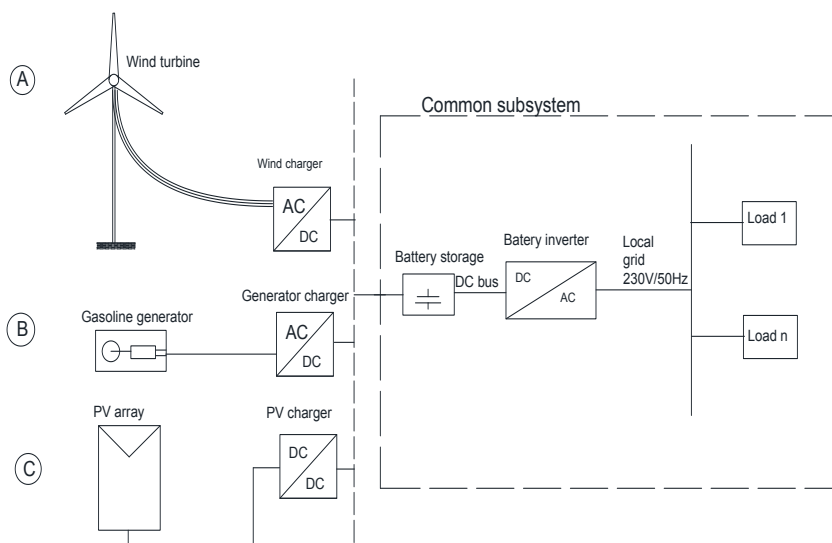 A
Wind turbine
Common subsystem
Wind charger
AC
DC
Load 1
Battery storage
Batery inverter
Local
grid
230V/50Hz
DC bus
DC
AC
Generator charger
B
Gasoline generator
AC
DC
Load n
PV array
PV charger
C
DC
DC